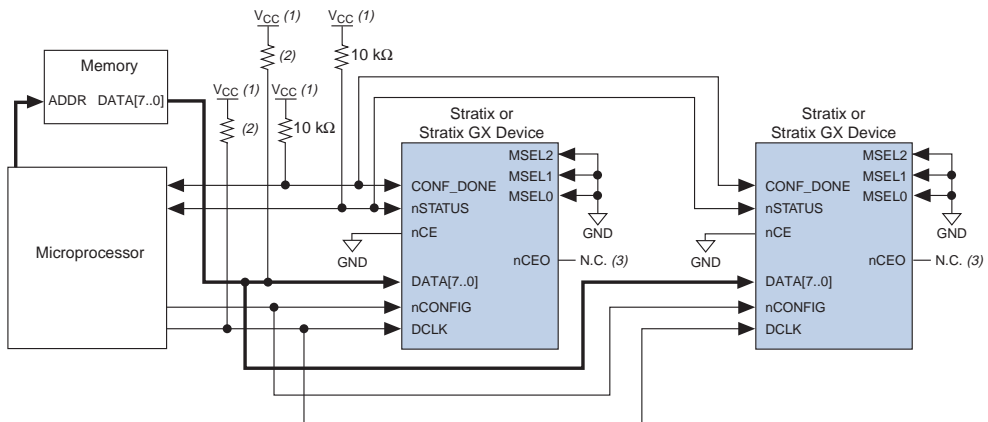 VCC (1)
VCC (1)
(2)
10 kΩ
Memory
ADDR DATA[7..0]
VCC (1)
VCC (1)
(2)
10 kΩ
Stratix or
Stratix GX Device
Stratix or
Stratix GX Device
Microprocessor
MSEL2
MSEL1
MSEL0
CONF_DONE
nSTATUS
nCE
GND
GND
nCEO
N.C. (3)
DATA[7..0]
nCONFIG
DCLK
MSEL2
MSEL1
MSEL0
CONF_DONE
nSTATUS
nCE
GND
GND
nCEO
N.C. (3)
DATA[7..0]
nCONFIG
DCLK